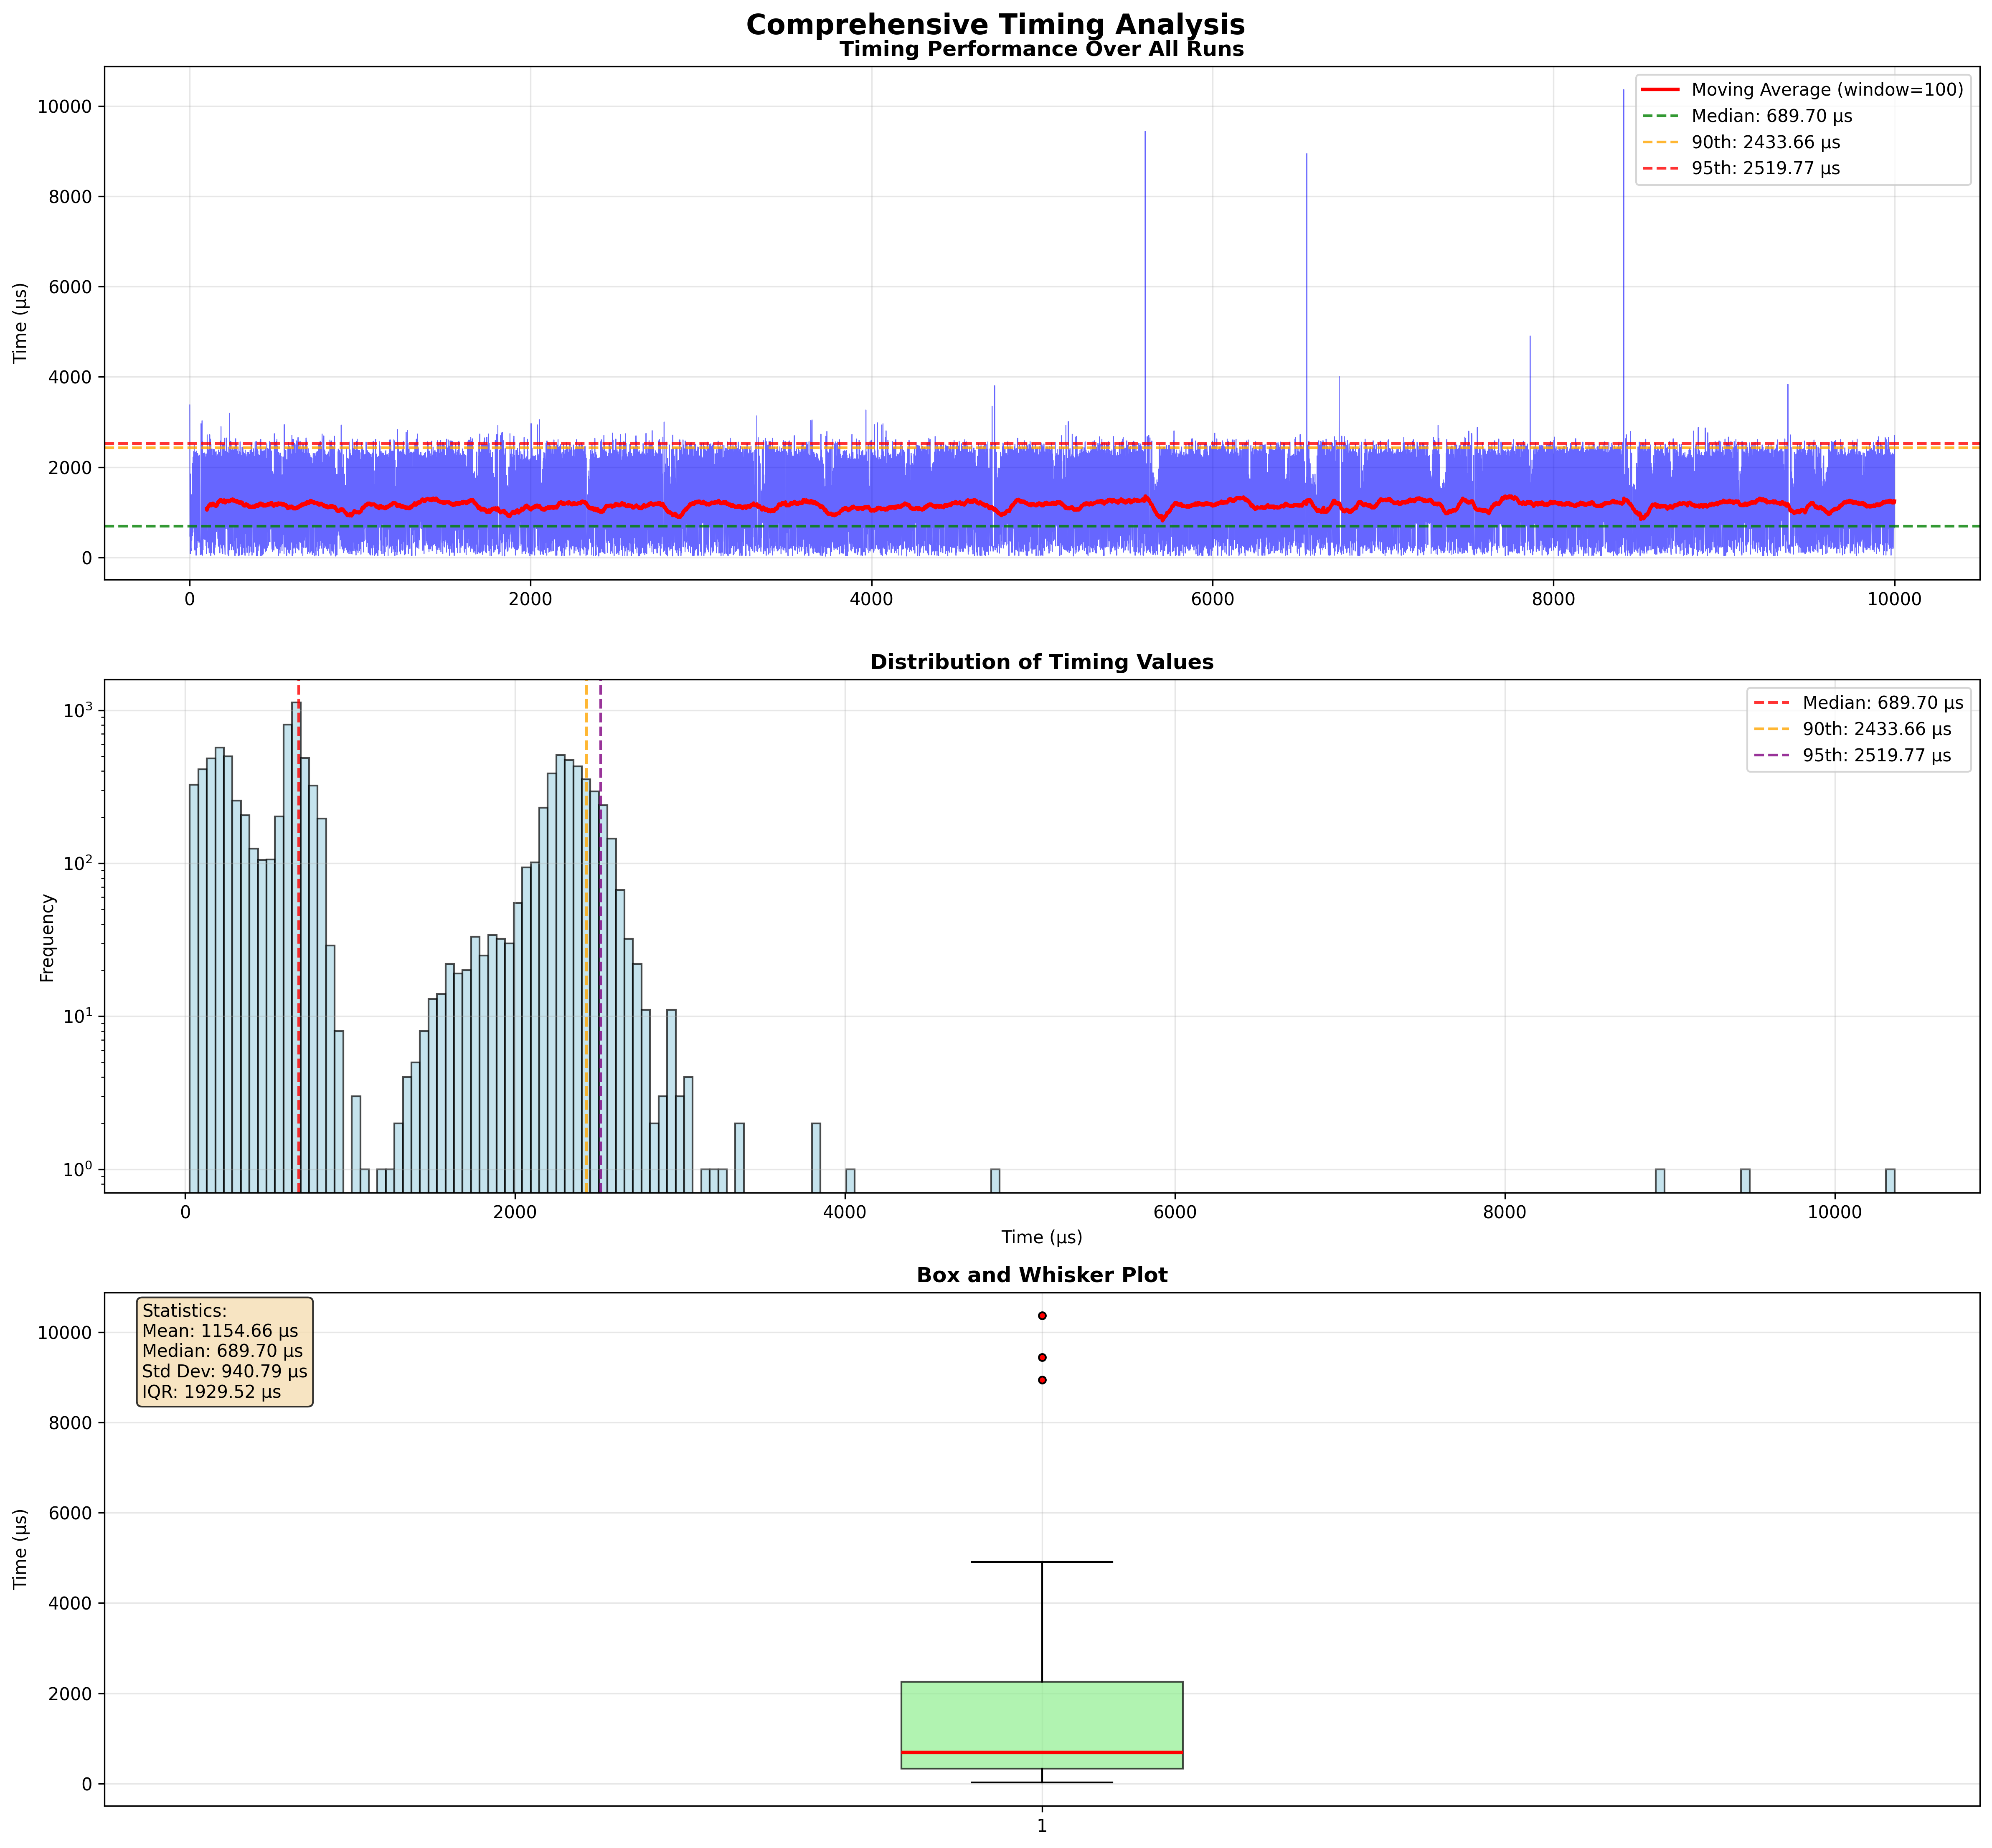 Comprehensive Timing Analysis
Timing Performance Over All Runs
Time (µs)
10000
8000
6000
4000
2000
0
0 2000 4000 6000 8000 10000
Moving Average (window=100)
Median: 689.70 µs
90th: 2433.66 µs
95th: 2519.77 µs
Distribution of Timing Values
Frequency
10³
10²
10¹
10⁰
0 2000 4000 6000 8000 10000
Time (µs)
Median: 689.70 µs
90th: 2433.66 µs
95th: 2519.77 µs
Box and Whisker Plot
Time (µs)
10000
8000
6000
4000
2000
0
1
Statistics:
Mean: 1154.66 µs
Median: 689.70 µs
Std Dev: 940.79 µs
IQR: 1929.52 µs